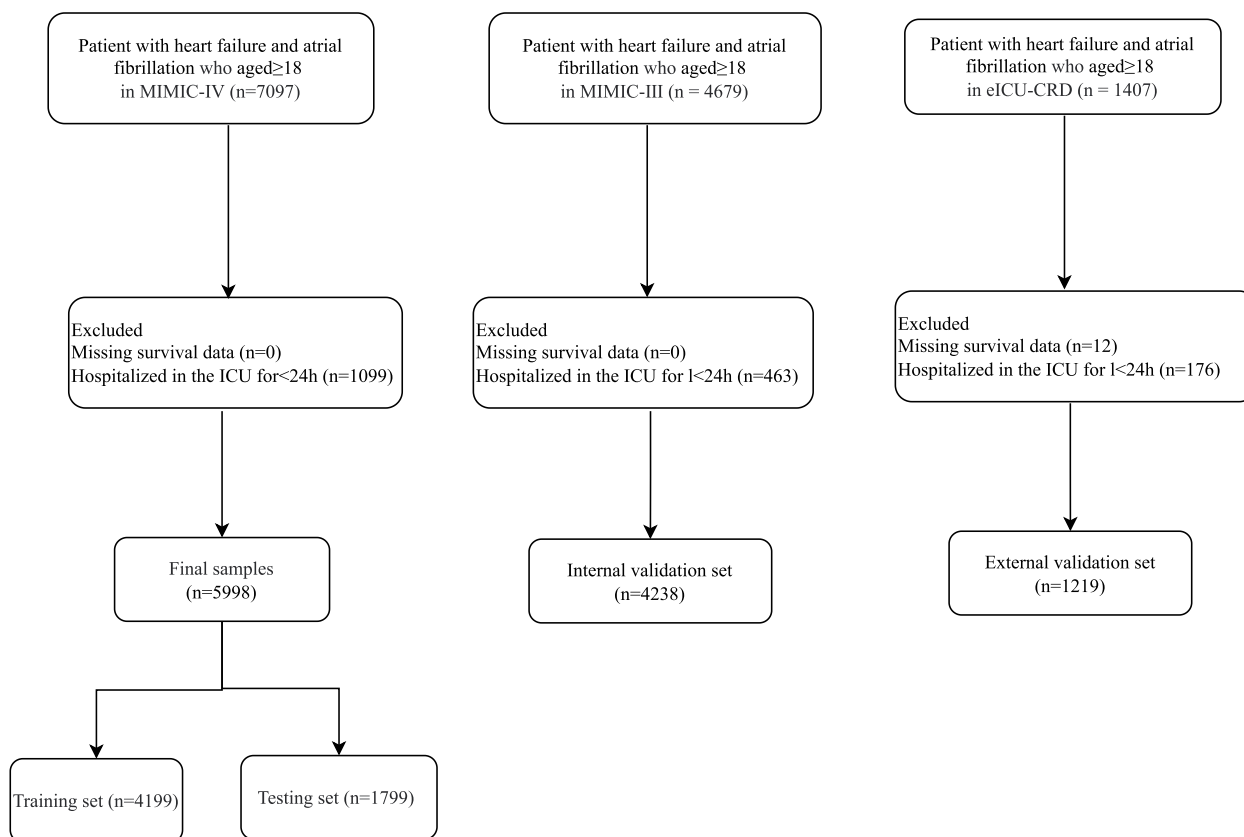 Patient with heart failure and atrial
fibrillation who aged≥18
in MIMIC-IV (n=7097)
Patient with heart failure and atrial
fibrillation who aged≥18
in MIMIC-III (n = 4679)
Patient with heart failure and atrial
fibrillation who aged≥18
in eICU-CRD (n = 1407)
Excluded
Missing survival data (n=0)
Hospitalized in the ICU for<24h (n=1099)
Excluded
Missing survival data (n=0)
Hospitalized in the ICU for l<24h (n=463)
Excluded
Missing survival data (n=12)
Hospitalized in the ICU for l<24h (n=176)
Final samples
(n=5998)
Internal validation set
(n=4238)
External validation set
(n=1219)
Training set (n=4199)
Testing set (n=1799)